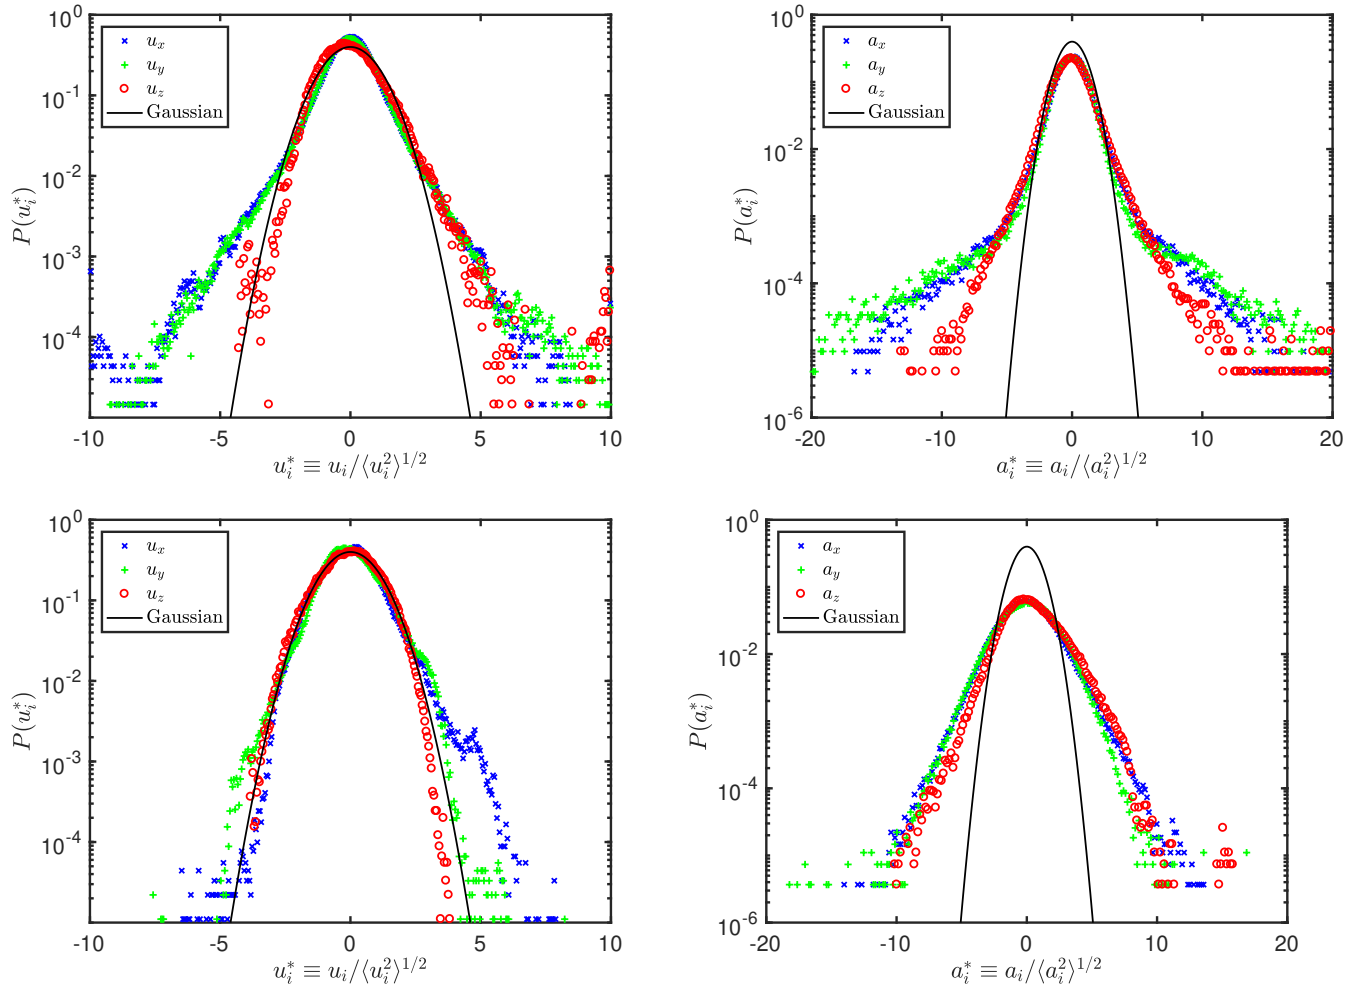 10^0
10^-1
10^-2
10^-3
10^-4
-10 -5 0 5 10
P(u_i^*)
u_i^* ≡ u_i/⟨u_i^2⟩^1/2
u_x
u_y
u_z
Gaussian
10^0
10^-2
10^-4
10^-6
-20 -10 0 10 20
P(a_i^*)
a_i^* ≡ a_i/⟨a_i^2⟩^1/2
a_x
a_y
a_z
Gaussian
10^0
10^-1
10^-2
10^-3
10^-4
-10 -5 0 5 10
P(u_i^*)
u_i^* ≡ u_i/⟨u_i^2⟩^1/2
u_x
u_y
u_z
Gaussian
10^0
10^-2
10^-4
10^-6
-20 -10 0 10 20
P(a_i^*)
a_i^* ≡ a_i/⟨a_i^2⟩^1/2
a_x
a_y
a_z
Gaussian